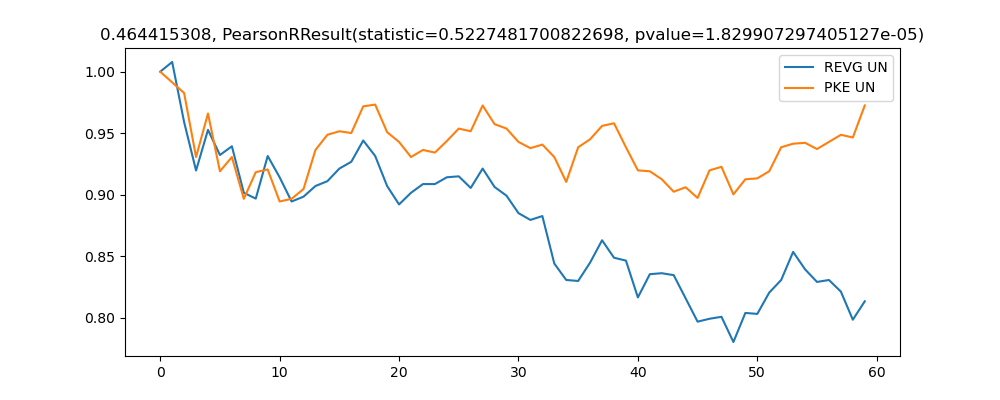 0.464415308, PearsonRResult(statistic=0.5227481700822698, pvalue=1.829907297405127e-05)
REVG UN
PKE UN
1.00
0.95
0.90
0.85
0.80
0 10 20 30 40 50 60